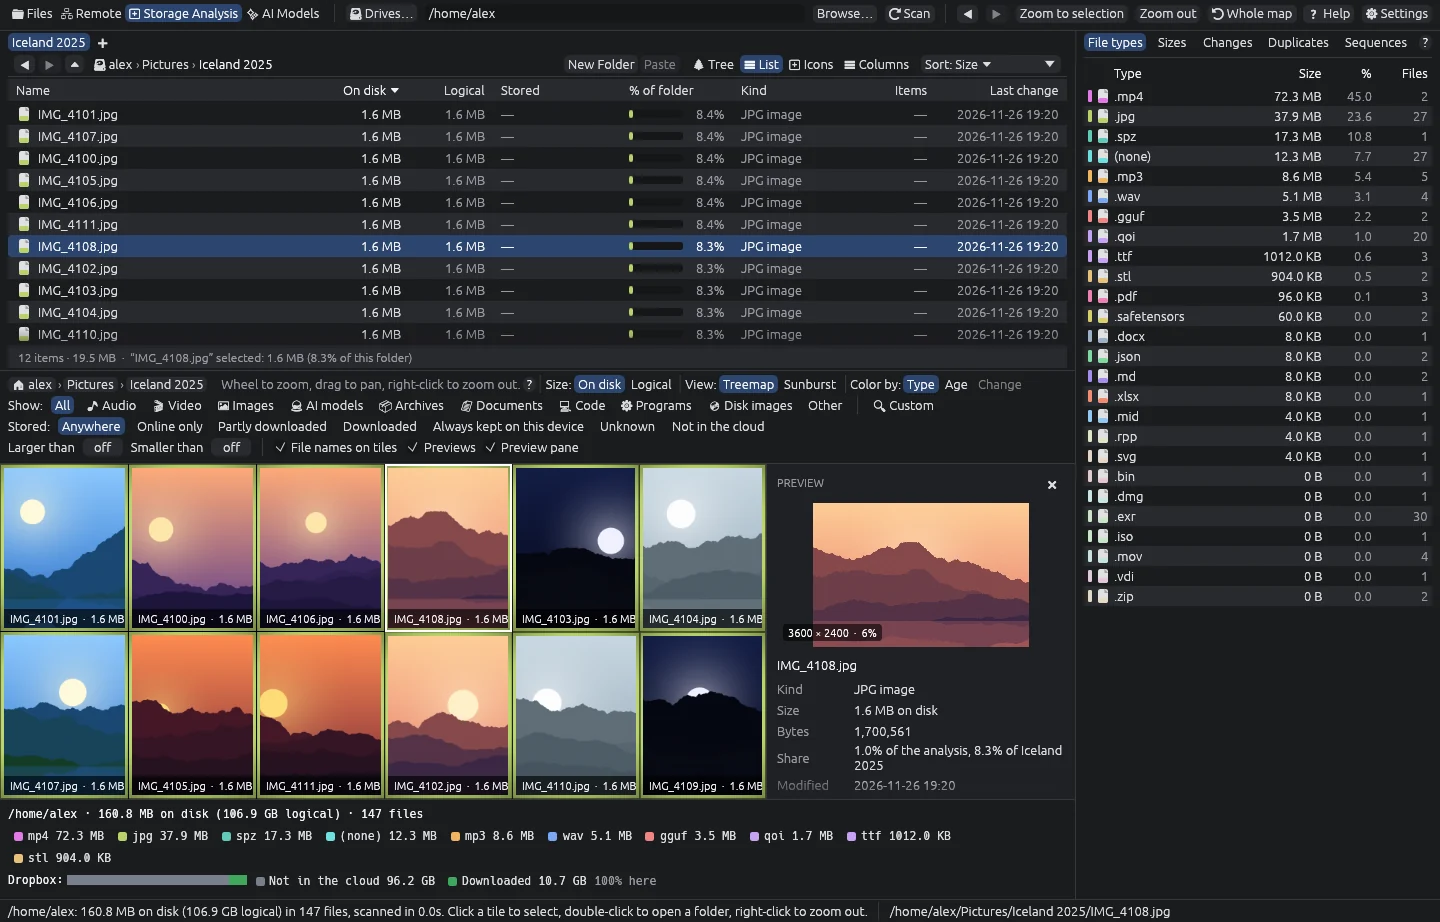 Files Remote Storage Analysis AI Models Drives... /home/alex Browse... Scan ◀ ▶ Zoom to selection Zoom out Whole map ? Help Settings
Iceland 2025 +
◀ ▶ ▲ alex › Pictures › Iceland 2025 New Folder Paste Tree List Icons Columns Sort: Size ▾ ▼
Name On disk ▼ Logical Stored % of folder Kind Items Last change
IMG_4101.jpg 1.6 MB 1.6 MB — 8.4% JPG image — 2026-11-26 19:20
IMG_4107.jpg 1.6 MB 1.6 MB — 8.4% JPG image — 2026-11-26 19:20
IMG_4100.jpg 1.6 MB 1.6 MB — 8.4% JPG image — 2026-11-26 19:20
IMG_4105.jpg 1.6 MB 1.6 MB — 8.4% JPG image — 2026-11-26 19:20
IMG_4106.jpg 1.6 MB 1.6 MB — 8.4% JPG image — 2026-11-26 19:20
IMG_4111.jpg 1.6 MB 1.6 MB — 8.4% JPG image — 2026-11-26 19:20
IMG_4108.jpg 1.6 MB 1.6 MB — 8.3% JPG image — 2026-11-26 19:20
IMG_4102.jpg 1.6 MB 1.6 MB — 8.3% JPG image — 2026-11-26 19:20
IMG_4103.jpg 1.6 MB 1.6 MB — 8.3% JPG image — 2026-11-26 19:20
IMG_4104.jpg 1.6 MB 1.6 MB — 8.3% JPG image — 2026-11-26 19:20
IMG_4110.jpg 1.6 MB 1.6 MB — 8.3% JPG image — 2026-11-26 19:20
12 items · 19.5 MB · “IMG_4108.jpg” selected: 1.6 MB (8.3% of this folder)
alex › Pictures › Iceland 2025 Wheel to zoom, drag to pan, right-click to zoom out. ? Size: On disk Logical View: Treemap Sunburst Color by: Type Age Change
Show: All Audio Video Images AI models Archives Documents Code Programs Disk images Other Custom
Stored: Anywhere Online only Partly downloaded Downloaded Always kept on this device Unknown Not in the cloud
Larger than off Smaller than off ✓ File names on tiles ✓ Previews ✓ Preview pane
IMG_4101.jpg · 1.6 MB IMG_4100.jpg · 1.6 MB IMG_4106.jpg · 1.6 MB IMG_4108.jpg · 1.6 MB IMG_4103.jpg · 1.6 MB IMG_4104.jpg · 1.6 MB
IMG_4107.jpg · 1.6 MB IMG_4105.jpg · 1.6 MB IMG_4111.jpg · 1.6 MB IMG_4102.jpg · 1.6 MB IMG_4110.jpg · 1.6 MB IMG_4109.jpg · 1.6 MB
PREVIEW ×
3600 × 2400 · 6%
IMG_4108.jpg
Kind JPG image
Size 1.6 MB on disk
Bytes 1,700,561
Share 1.0% of the analysis, 8.3% of Iceland
2025
Modified 2026-11-26 19:20
/home/alex · 160.8 MB on disk (106.9 GB logical) · 147 files
mp4 72.3 MB jpg 37.9 MB spz 17.3 MB (none) 12.3 MB mp3 8.6 MB wav 5.1 MB gguf 3.5 MB qoi 1.7 MB ttf 1012.0 KB
stl 904.0 KB
Dropbox: Not in the cloud 96.2 GB Downloaded 10.7 GB 100% here
/home/alex: 160.8 MB on disk (106.9 GB logical) in 147 files, scanned in 0.0s. Click a tile to select, double-click to open a folder, right-click to zoom out. /home/alex/Pictures/Iceland 2025/IMG_4108.jpg
File types Sizes Changes Duplicates Sequences ?
Type Size % Files
.mp4 72.3 MB 45.0 2
.jpg 37.9 MB 23.6 27
.spz 17.3 MB 10.8 1
(none) 12.3 MB 7.7 27
.mp3 8.6 MB 5.4 5
.wav 5.1 MB 3.1 4
.gguf 3.5 MB 2.2 2
.qoi 1.7 MB 1.0 20
.ttf 1012.0 KB 0.6 3
.stl 904.0 KB 0.5 2
.pdf 96.0 KB 0.1 3
.safetensors 60.0 KB 0.0 2
.docx 8.0 KB 0.0 1
.json 8.0 KB 0.0 2
.md 8.0 KB 0.0 2
.xlsx 8.0 KB 0.0 1
.mid 4.0 KB 0.0 1
.rpp 4.0 KB 0.0 1
.svg 4.0 KB 0.0 1
.bin 0 B 0.0 1
.dmg 0 B 0.0 1
.exr 0 B 0.0 30
.iso 0 B 0.0 1
.mov 0 B 0.0 4
.vdi 0 B 0.0 1
.zip 0 B 0.0 2